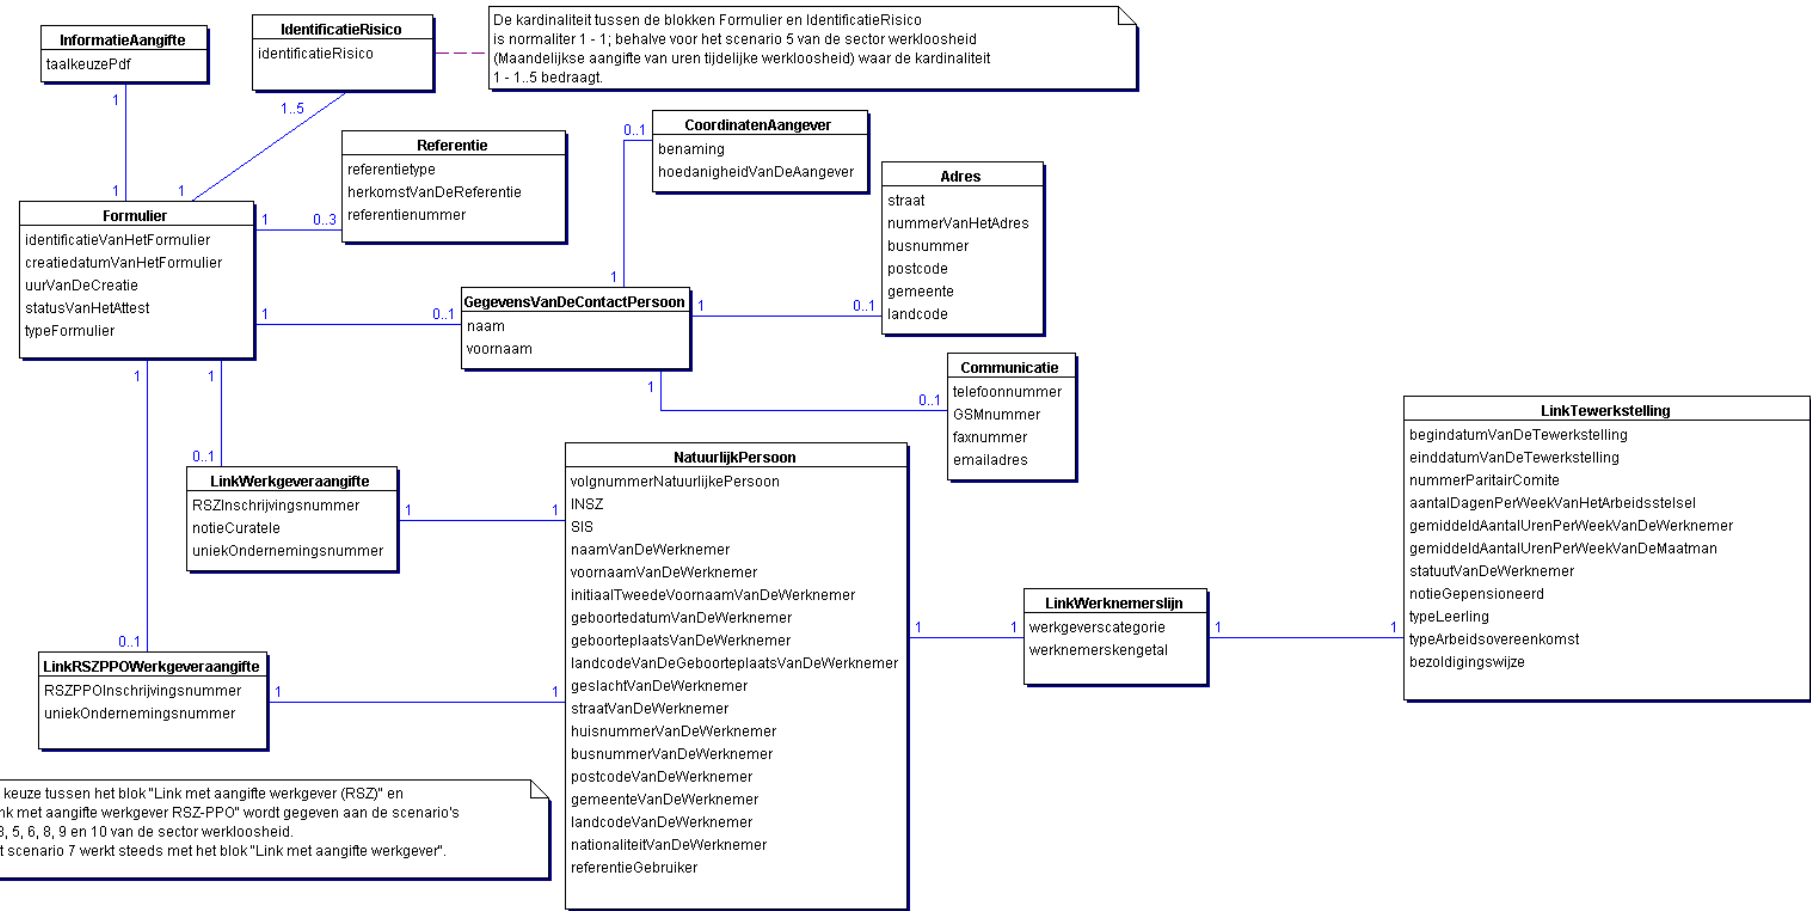 InformatieAangifte
taalkeuzePdf
1
1
IdentificatieRisico
identificatieRisico
1..5
1
De kardinaliteit tussen de blokken Formulier en IdentificatieRisico
is normaliter 1 - 1; behalve voor het scenario 5 van de sector werkloosheid
(Maandelijkse aangifte van uren tijdelijke werkloosheid) waar de kardinaliteit
1 - 1..5 bedraagt.
Referentie
referentietype
herkomstVanDeReferentie
referentienummer
1
0..3
Formulier
identificatieVanHetFormulier
creatiedatumVanHetFormulier
uurVanDeCreatie
statusVanHetAttest
typeFormulier
1
0..1
CoordinatenAangever
benaming
hoedanigheidVanDeAangever
0..1
1
Adres
straat
nummerVanHetAdres
busnummer
postcode
gemeente
landcode
GegevensVanDeContactPersoon
naam
voornaam
1
0..1
1
0..1
Communicatie
telefoonnummer
GSMnummer
faxnummer
emailadres
1
1
0..1
0..1
LinkWerkgeveraangifte
RSZInschrijvingsnummer
notieCuratele
uniekOndernemingsnummer
1
1
LinkRSZPPOWerkgeveraangifte
RSZPPOInschrijvingsnummer
uniekOndernemingsnummer
1
1
NatuurlijkPersoon
volgnummerNatuurlijkePersoon
INSZ
SIS
naamVanDeWerknemer
voornaamVanDeWerknemer
initiaalTweedeVoornaamVanDeWerknemer
geboortedatumVanDeWerknemer
geboorteplaatsVanDeWerknemer
landcodeVanDeGeboorteplaatsVanDeWerknemer
geslachtVanDeWerknemer
straatVanDeWerknemer
huisnummerVanDeWerknemer
busnummerVanDeWerknemer
postcodeVanDeWerknemer
gemeenteVanDeWerknemer
landcodeVanDeWerknemer
nationaliteitVanDeWerknemer
referentieGebruiker
1
1
LinkWerknemerslijn
werkgeverscategorie
werknemerskengetal
1
1
LinkTewerkstelling
begindatumVanDeTewerkstelling
einddatumVanDeTewerkstelling
nummerParitairComite
aantalDagenPerWeekVanHetArbeidsstelsel
gemiddeldAantalUrenPerWeekVanDeWerknemer
gemiddeldAantalUrenPerWeekVanDeMaatman
statuutVanDeWerknemer
notieGepensioneerd
typeLeerling
typeArbeidsovereenkomst
bezoldigingswijze
keuze tussen het blok "Link met aangifte werkgever (RSZ)" en
nk met aangifte werkgever RSZ-PPO" wordt gegeven aan de scenario's
3, 5, 6, 8, 9 en 10 van de sector werkloosheid.
t scenario 7 werkt steeds met het blok "Link met aangifte werkgever".